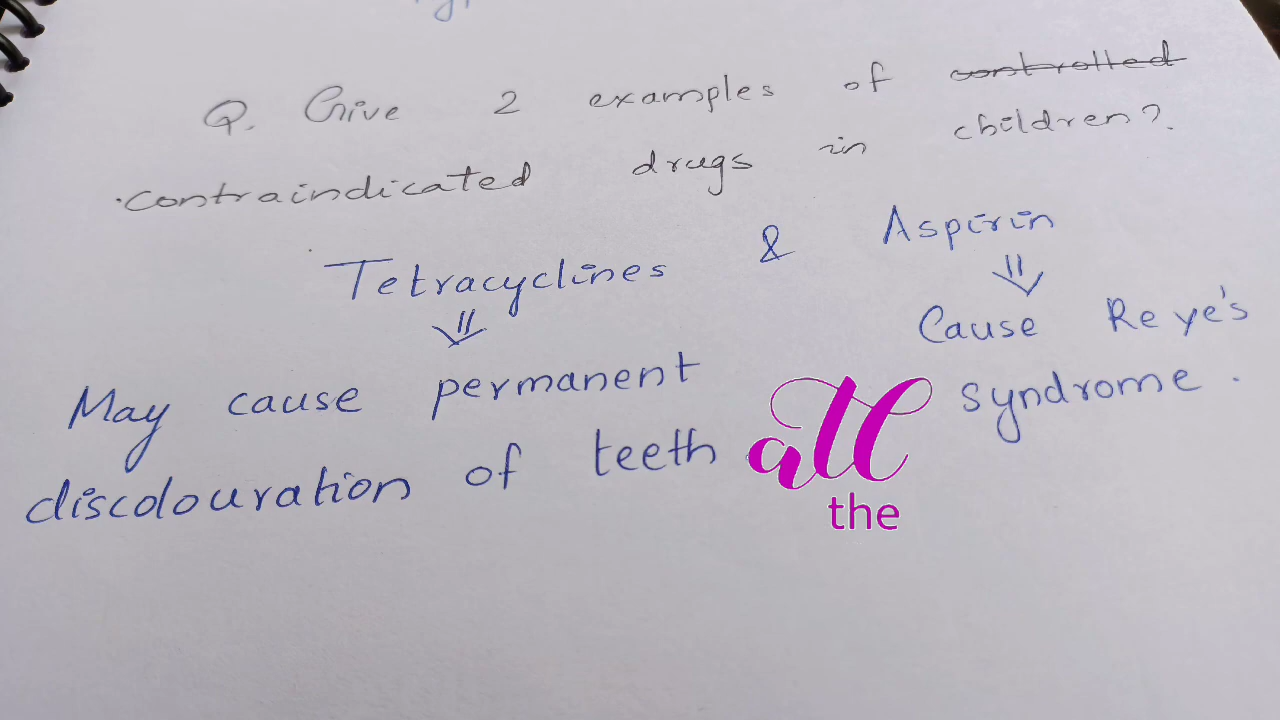 Q. Give 2 examples of controlled
contraindicated drugs in children?
Tetracyclines & Aspirin
⇓ ⇓
May cause permanent Cause Reye's
discolouration of teeth syndrome.
all
the